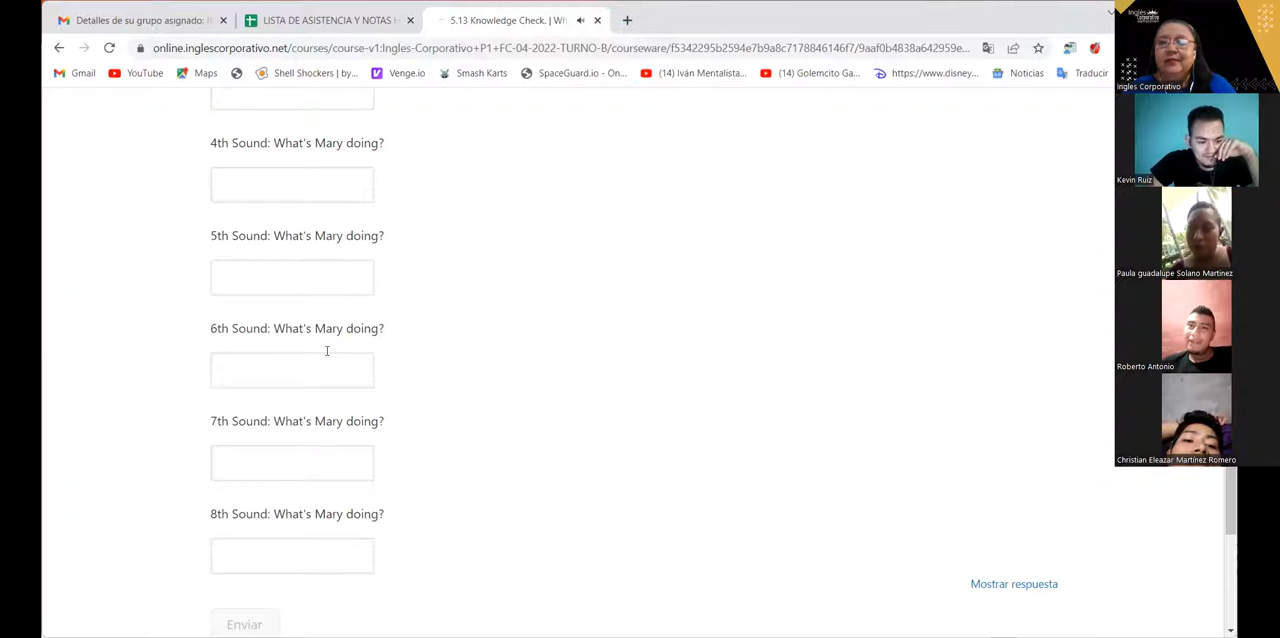 Detalles de su grupo asignado: (I
LISTA DE ASISTENCIA Y NOTAS H
5.13 Knowledge Check. | Wh
online.inglescorporativo.net/courses/course-v1:Ingles-Corporativo+P1+FC-04-2022-TURNO-B/courseware/f5342295b2594e7b9a8c7178846146f7/9aaf0b4838a642959e...
Gmail
YouTube
Maps
Shell Shockers | by...
Venge.io
Smash Karts
SpaceGuard.io - On...
(14) Iván Mentalista...
(14) Golemcito Ga...
https://www.disney...
Noticias
Traducir
4th Sound: What's Mary doing?
5th Sound: What's Mary doing?
6th Sound: What's Mary doing?
7th Sound: What's Mary doing?
8th Sound: What's Mary doing?
Mostrar respuesta
Enviar
Inglés
Corporativo
Ingles Corporativo
Kevin Ruiz
Paula guadalupe Solano Martinez
Roberto Antonio
Christian Eleazar Martínez Romero